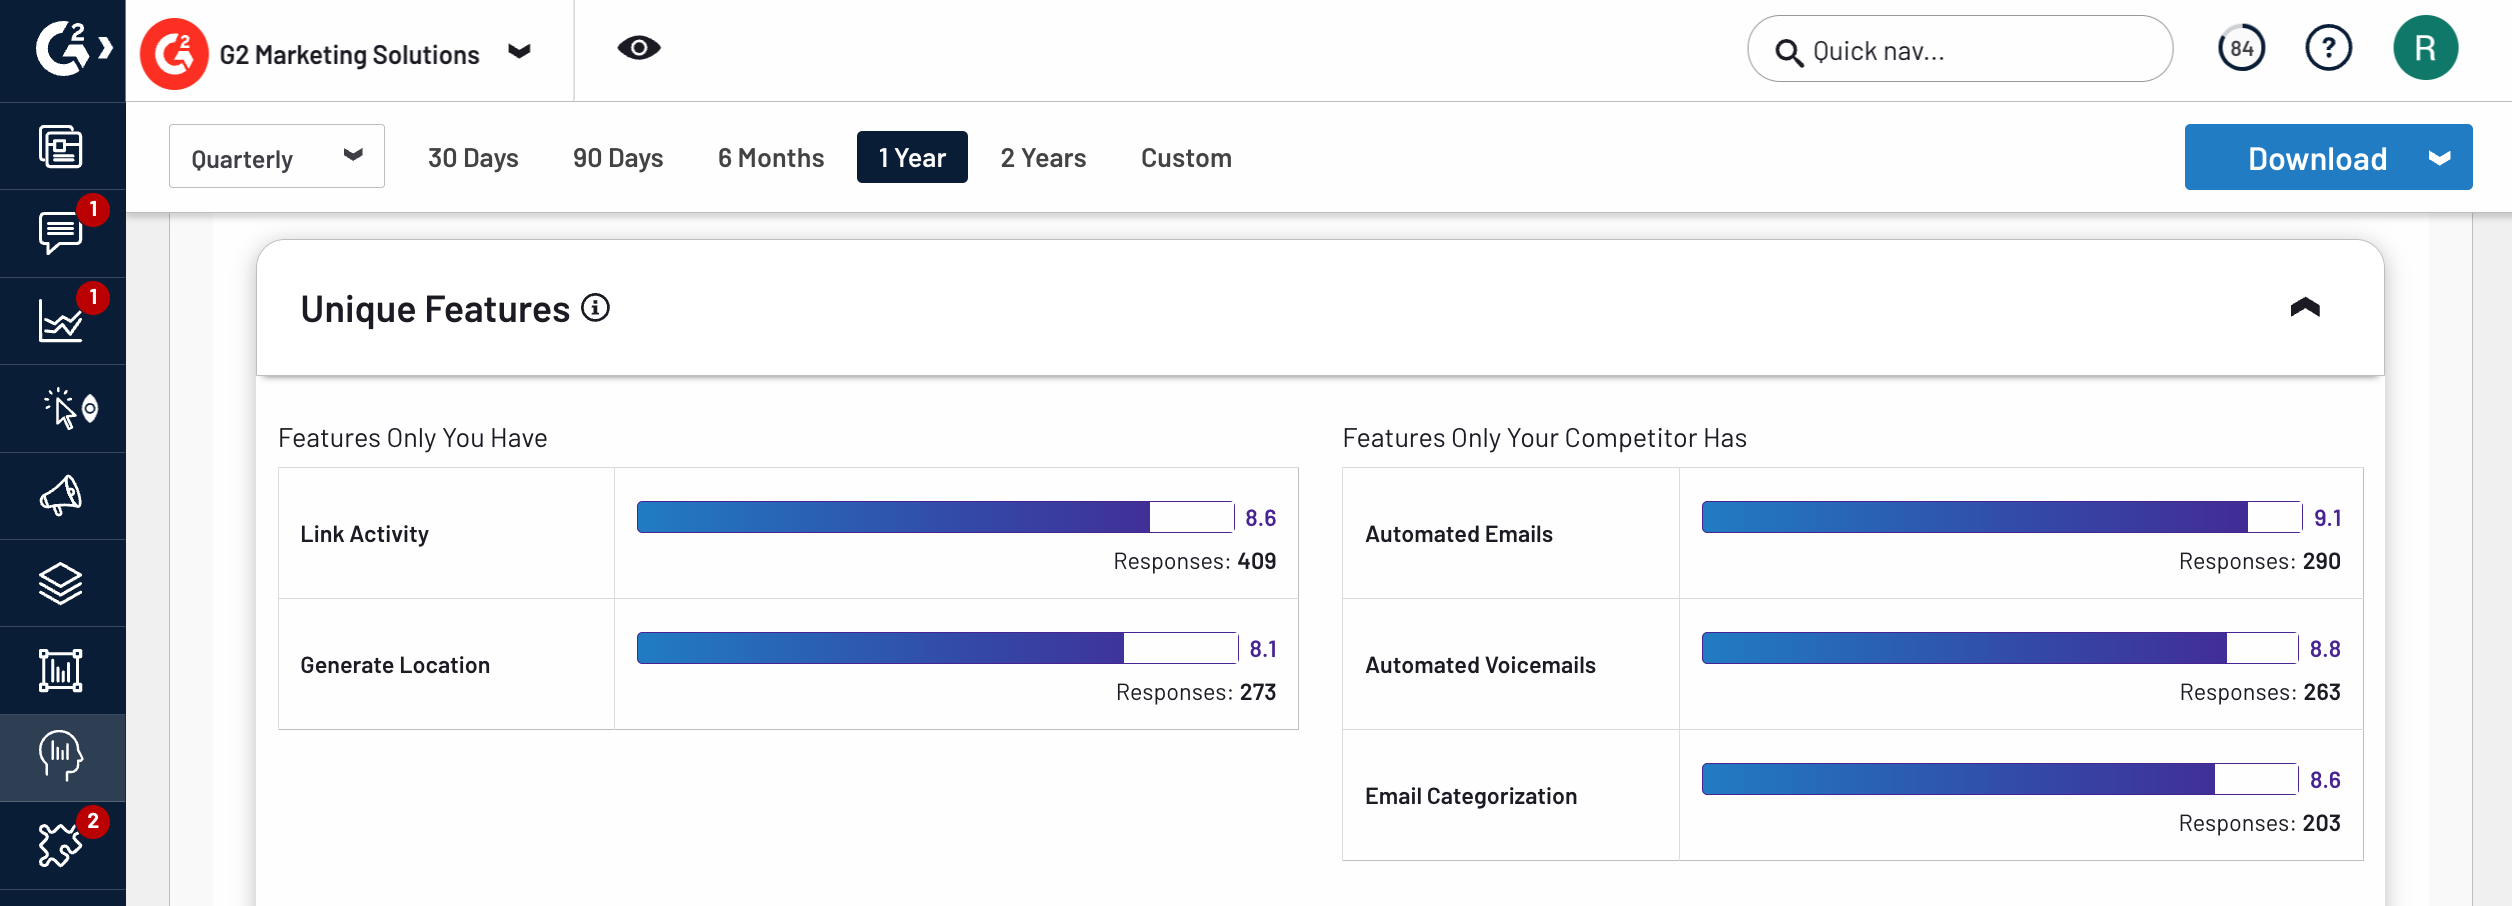 G2
G2 Marketing Solutions
Quick nav...
84
?
R
Quarterly
30 Days
90 Days
6 Months
1 Year
2 Years
Custom
Download
1
1
2
Unique Features
Features Only You Have
Link Activity
8.6
Responses: 409
Generate Location
8.1
Responses: 273
Features Only Your Competitor Has
Automated Emails
9.1
Responses: 290
Automated Voicemails
8.8
Responses: 263
Email Categorization
8.6
Responses: 203